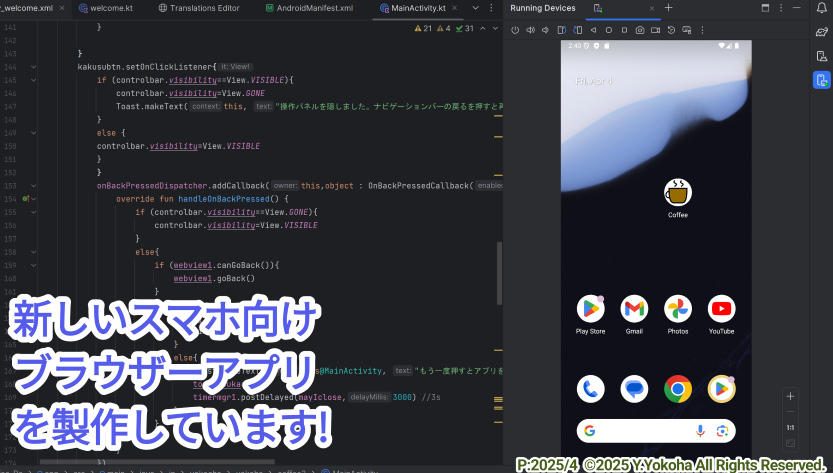 _welcome.xml
welcome.kt
Translations Editor
AndroidManifest.xml
MainActivity.kt
Running Devices
21 4 31
141 }
143 }
144 kakusubtn.setOnClickListener{ it: View!
145 if (controlbar.visibility==View.VISIBLE){
146 controlbar.visibility=View.GONE
147 Toast.makeText( context: this, text: "操作パネルを隠しました。ナビゲーションバーの戻るを押すと再
148 }
149 else {
150 controlbar.visibility=View.VISIBLE
151 }
152 }
153 onBackPressedDispatcher.addCallback( owner: this,object : OnBackPressedCallback( enabled
154 override fun handleOnBackPressed() {
155 if (controlbar.visibility==View.GONE){
156 controlbar.visibility=View.VISIBLE
157 }
158 else{
159 if (webview1.canGoBack()){
160 webview1.goBack()
161 }
}
else{
@MainActivity, text: "もう一度押すとアプリを
169 timermgr1.postDelayed(mayIclose, delayMillis: 3000) //3s
新しいスマホ向け
ブラウザーアプリ
を製作しています!
2:40
Fri, Apr 4
Coffee
Play Store
Gmail
Photos
YouTube
1:1
P:2025/4 ©2025 Y.Yokoha All Rights Reserved.